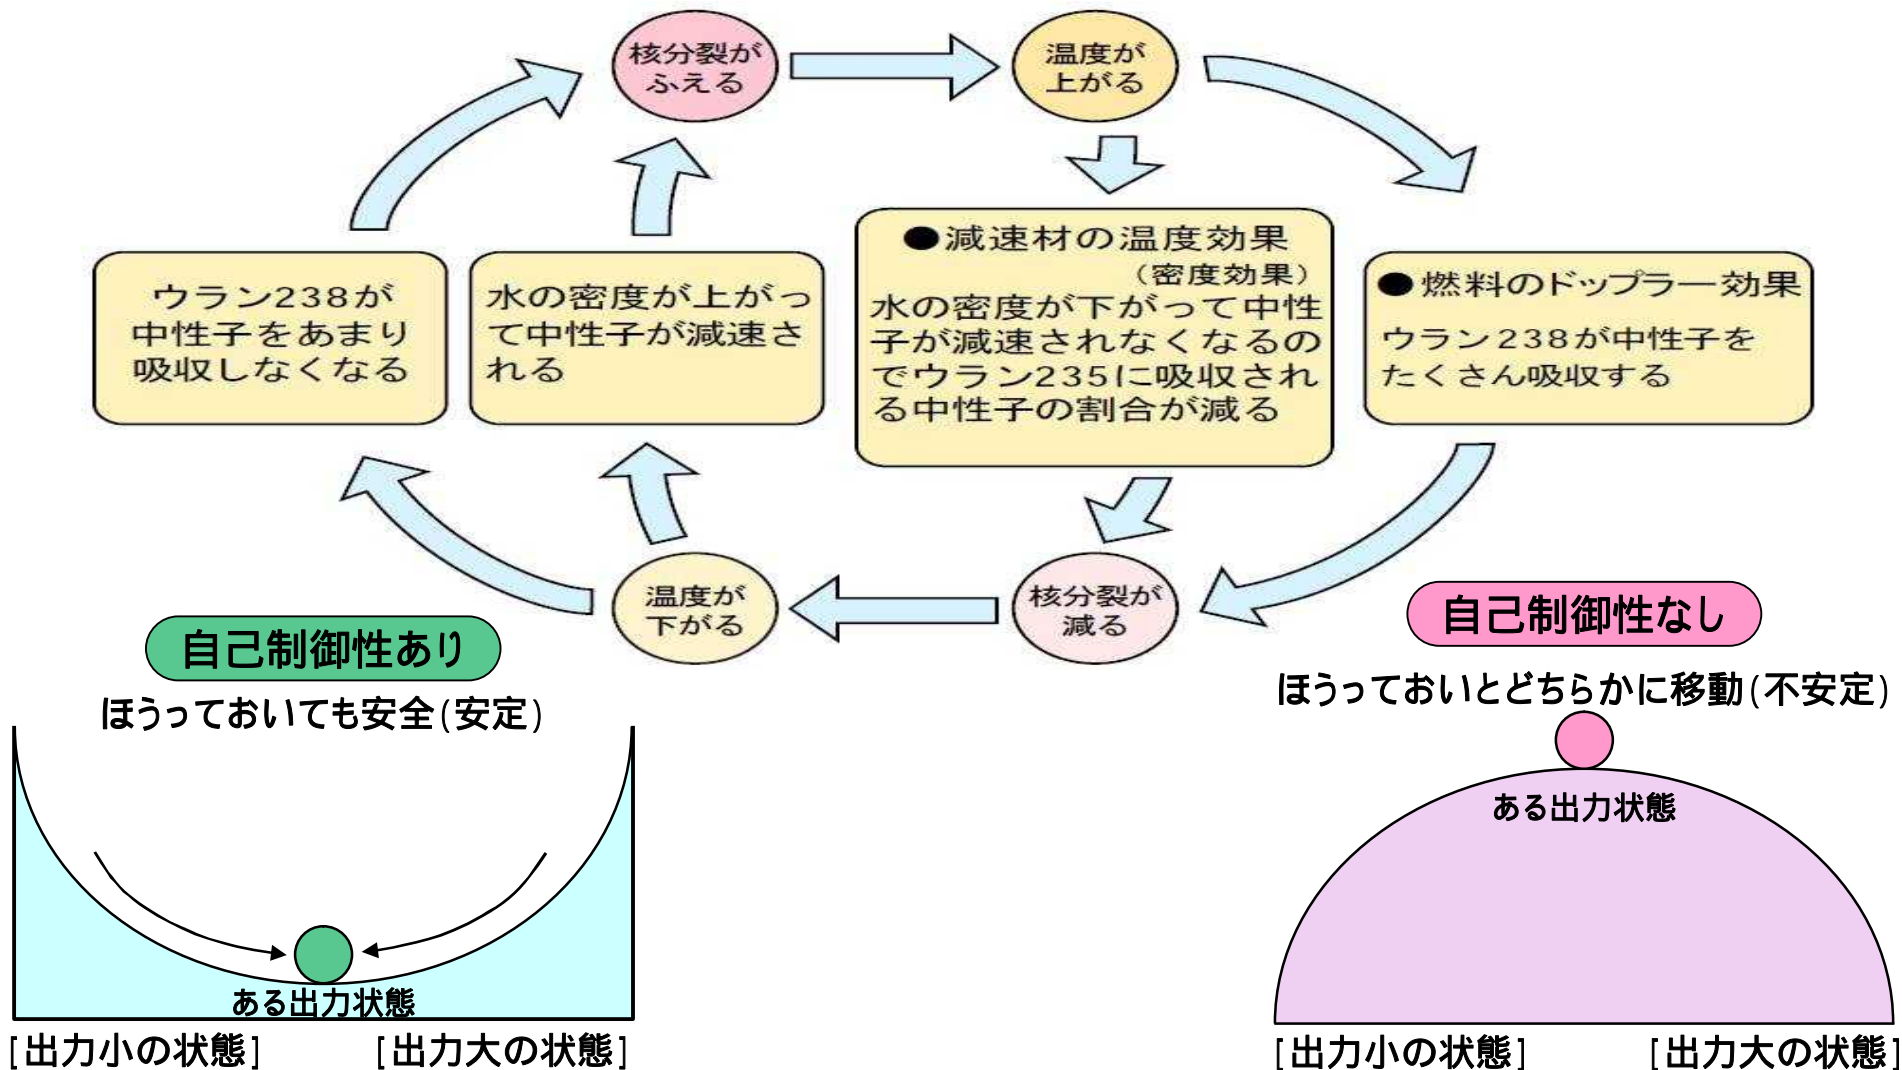 核分裂が
ふえる
温度が
上がる
ウラン238が
中性子をあまり
吸収しなくなる
水の密度が上がっ
て中性子が減速さ
れる
●減速材の温度効果
（密度効果）
水の密度が下がって中性
子が減速されなくなるの
でウラン235に吸収され
る中性子の割合が減る
●燃料のドップラー効果
ウラン238が中性子を
たくさん吸収する
温度が
下がる
核分裂が
減る
自己制御性あり
ほうっておいても安全(安定)
ある出力状態
[出力小の状態]
[出力大の状態]
自己制御性なし
ほうっておいとどちらかに移動(不安定)
ある出力状態
[出力小の状態]
[出力大の状態]